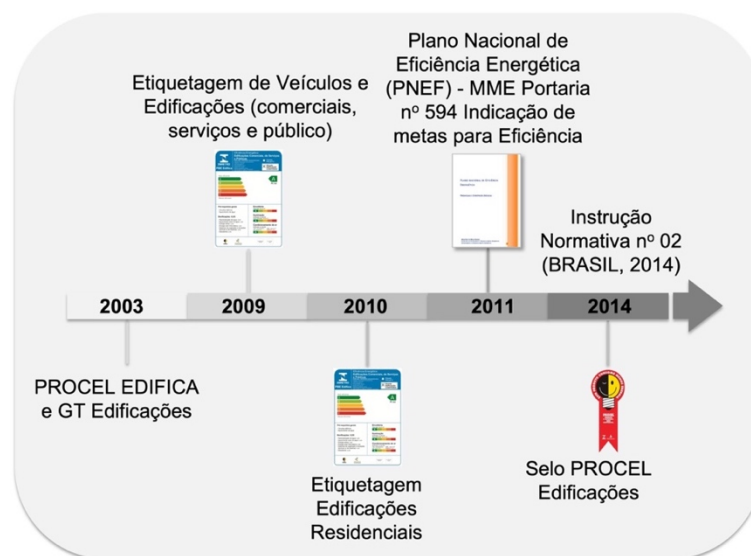 Plano Nacional de
Eficiência Energética
(PNEF) - MME Portaria
nº 594 Indicação de
metas para Eficiência
Etiquetagem de Veículos e
Edificações (comerciais,
serviços e público)
Instrução
Normativa nº 02
(BRASIL, 2014)
2003
2009
2010
2011
2014
PROCEL EDIFICA
e GT Edificações
Etiquetagem
Edificações
Residenciais
Selo PROCEL
Edificações